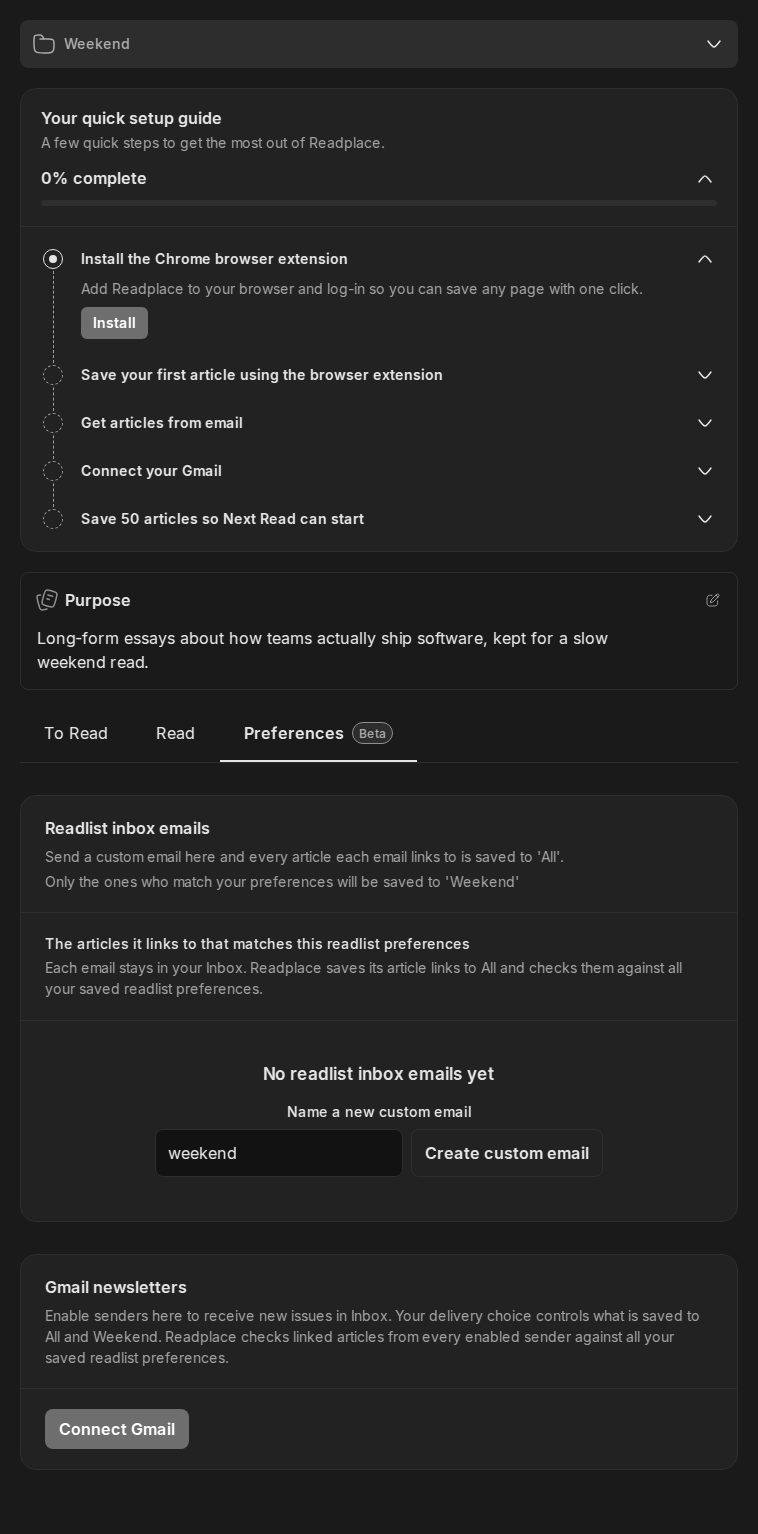 Weekend
Your quick setup guide
A few quick steps to get the most out of Readplace.
0% complete
Install the Chrome browser extension
Add Readplace to your browser and log-in so you can save any page with one click.
Install
Save your first article using the browser extension
Get articles from email
Connect your Gmail
Save 50 articles so Next Read can start
Purpose
Long-form essays about how teams actually ship software, kept for a slow
weekend read.
To Read
Read
Preferences Beta
Readlist inbox emails
Send a custom email here and every article each email links to is saved to 'All'.
Only the ones who match your preferences will be saved to 'Weekend'
The articles it links to that matches this readlist preferences
Each email stays in your Inbox. Readplace saves its article links to All and checks them against all
your saved readlist preferences.
No readlist inbox emails yet
Name a new custom email
weekend
Create custom email
Gmail newsletters
Enable senders here to receive new issues in Inbox. Your delivery choice controls what is saved to
All and Weekend. Readplace checks linked articles from every enabled sender against all your
saved readlist preferences.
Connect Gmail